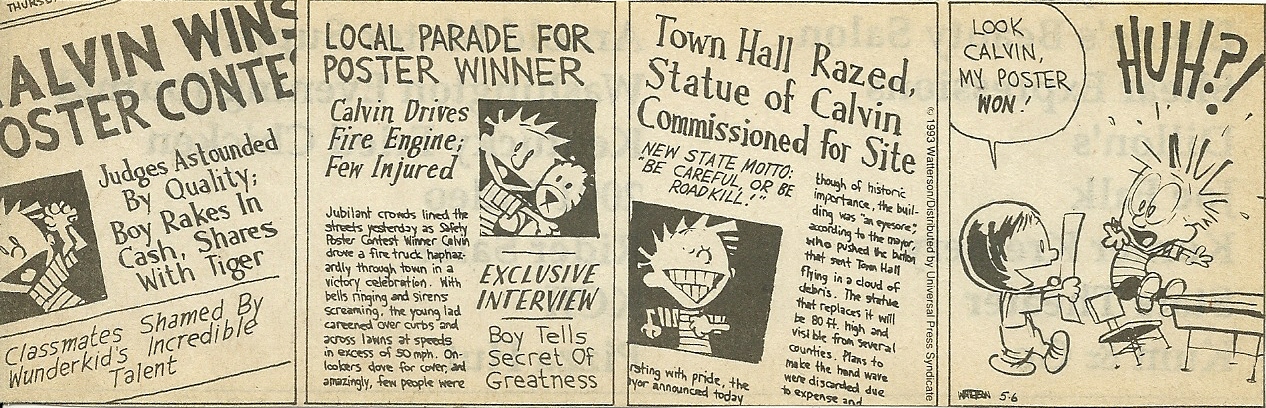 THURSD
ALVIN WINS
OSTER CONTE
Judges Astounded
By Quality;
Boy Rakes In
Cash, Shares
With Tiger
Classmates Shamed By
Wunderkid's Incredible
Talent
LOCAL PARADE FOR
POSTER WINNER
Calvin Drives
Fire Engine;
Few Injured
Jubilant crowds lined the
streets yesterday as Safety
Poster Contest Winner Calvin
drove a fire truck haphaz-
ardly through town in a
victory celebration. With
bells ringing and sirens
screaming, the young lad
careened over curbs and
across lawns at speeds
in excess of 50 mph. On-
lookers dove for cover, and
amazingly, few people were
EXCLUSIVE
INTERVIEW
Boy Tells
Secret Of
Greatness
Town Hall Razed,
Statue of Calvin
Commissioned for Site
NEW STATE MOTTO:
"BE CAREFUL, OR BE
ROADKILL!"
rsting with pride, the
yor announced today
though of historic
importance, the buil-
ding was "an eyesore",
according to the mayor,
who pushed the button
that sent Town Hall
flying in a cloud of
debris. The statue
that replaces it will
be 80 ft. high and
visible from several
counties. Plans to
make the hand wave
were discarded due
to expense and
© 1993 Watterson/Distributed by Universal Press Syndicate
LOOK
CALVIN,
MY POSTER
WON!
HUH?!
WATTERSON 5-6